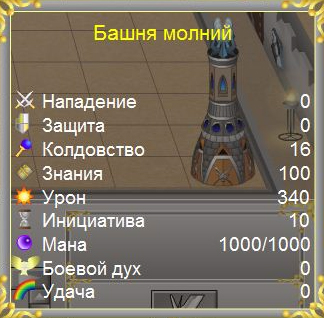 Башня молний
Нападение 0
Защита 0
Колдовство 16
Знания 100
Урон 340
Инициатива 10
Мана 1000/1000
Боевой дух 0
Удача 0